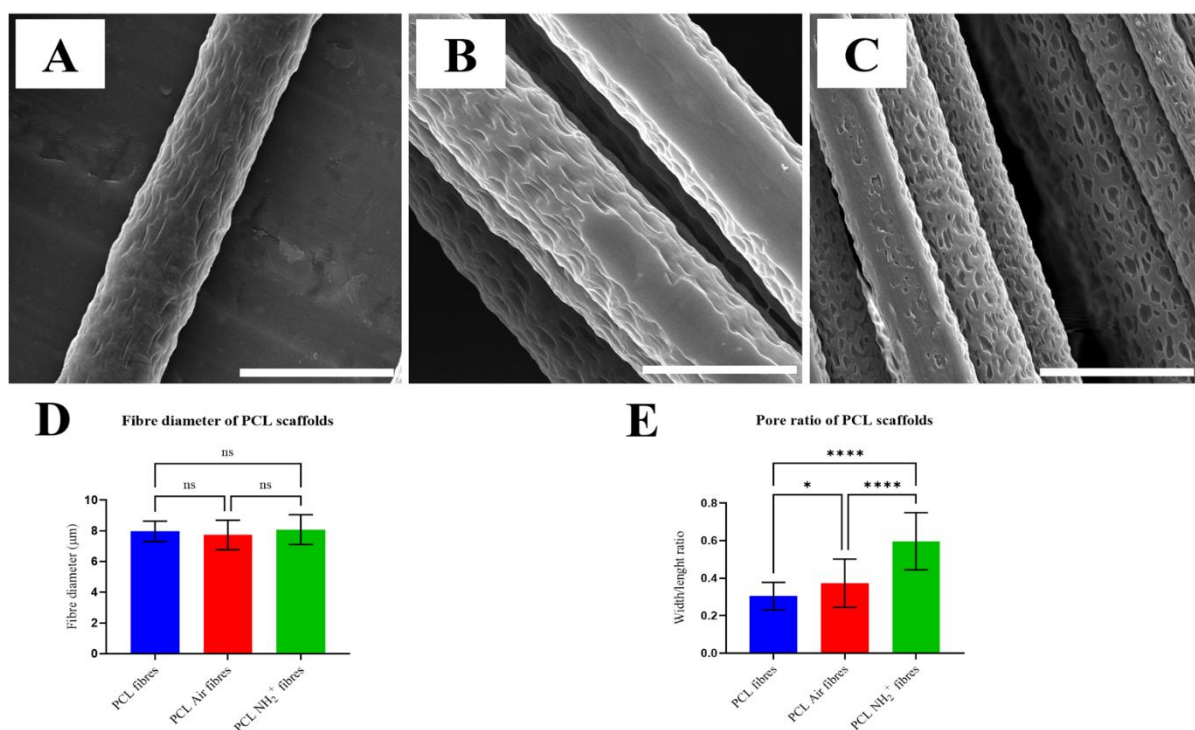 A
B
C
D
Fibre diameter of PCL scaffolds
ns
ns
ns
Fibre diameter (µm)
10
8
6
4
2
0
PCL fibres
PCL Air fibres
PCL NH₂⁺ fibres
E
Pore ratio of PCL scaffolds
****
*
****
Width/lenght ratio
0.8
0.6
0.4
0.2
0.0
PCL fibres
PCL Air fibres
PCL NH₂⁺ fibres